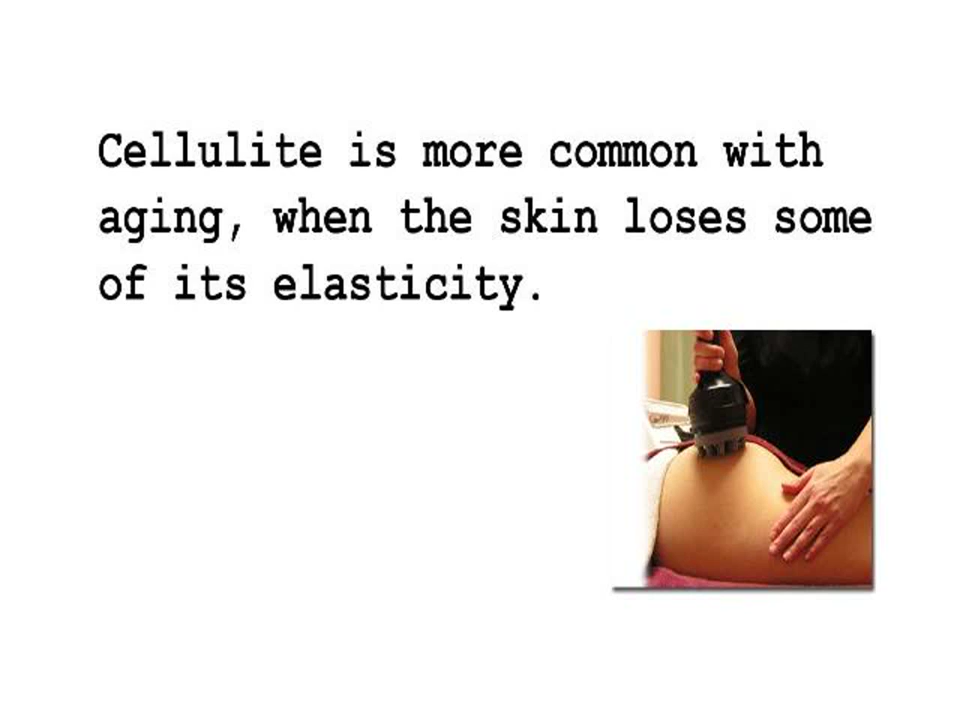 Cellulite is more common with
aging, when the skin loses some
of its elasticity.